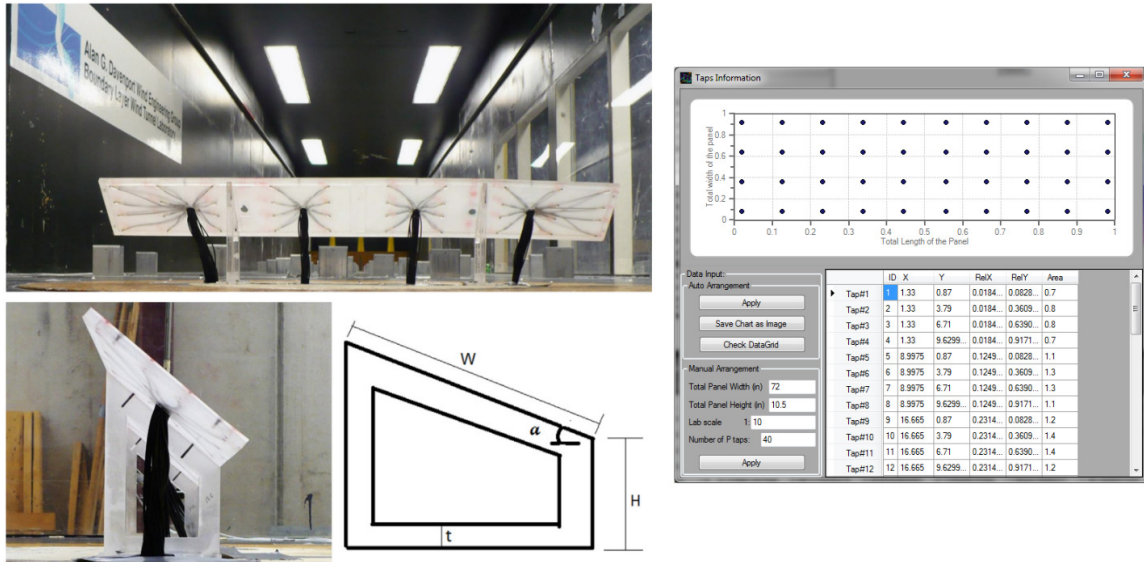 Alan G. Davenport Wind Engineering Group
Boundary Layer Wind Tunnel Laboratory
W
a
H
t
Taps Information
Total width of the panel
1
0.8
0.6
0.4
0.2
0
0 0.1 0.2 0.3 0.4 0.5 0.6 0.7 0.8 0.9 1
Total Length of the Panel
Data Input:
Auto Arrangement
Apply
Save Chart as Image
Check DataGrid
Manual Arrangement
Total Panel Width (in) 72
Total Panel Height (in) 10.5
Lab scale 1: 10
Number of P taps: 40
Apply
ID X Y RelX RelY Area
Tap#1 1 1.33 0.87 0.0184... 0.0828... 0.7
Tap#2 2 1.33 3.79 0.0184... 0.3609... 0.8
Tap#3 3 1.33 6.71 0.0184... 0.6390... 0.8
Tap#4 4 1.33 9.6299... 0.0184... 0.9171... 0.7
Tap#5 5 8.9975 0.87 0.1249... 0.0828... 1.1
Tap#6 6 8.9975 3.79 0.1249... 0.3609... 1.3
Tap#7 7 8.9975 6.71 0.1249... 0.6390... 1.3
Tap#8 8 8.9975 9.6299... 0.1249... 0.9171... 1.1
Tap#9 9 16.665 0.87 0.2314... 0.0828... 1.2
Tap#10 10 16.665 3.79 0.2314... 0.3609... 1.4
Tap#11 11 16.665 6.71 0.2314... 0.6390... 1.4
Tap#12 12 16.665 9.6299... 0.2314... 0.9171... 1.2